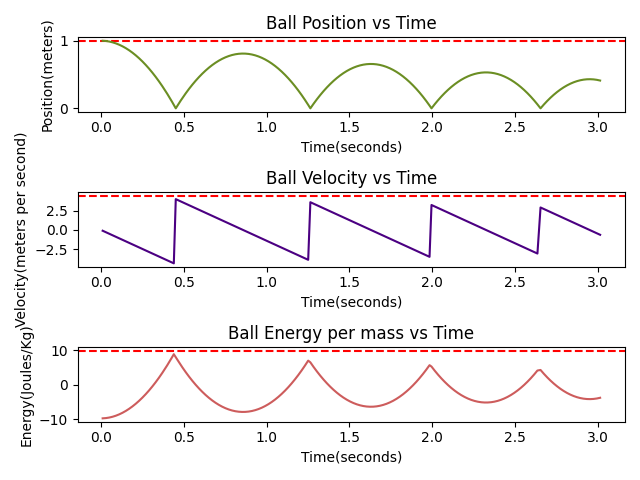 Ball Position vs Time
Position(meters)
1
0
0.0 0.5 1.0 1.5 2.0 2.5 3.0
Time(seconds)
Ball Velocity vs Time
Velocity(meters per second)
2.5
0.0
−2.5
0.0 0.5 1.0 1.5 2.0 2.5 3.0
Time(seconds)
Ball Energy per mass vs Time
Energy(Joules/Kg)
10
0
−10
0.0 0.5 1.0 1.5 2.0 2.5 3.0
Time(seconds)